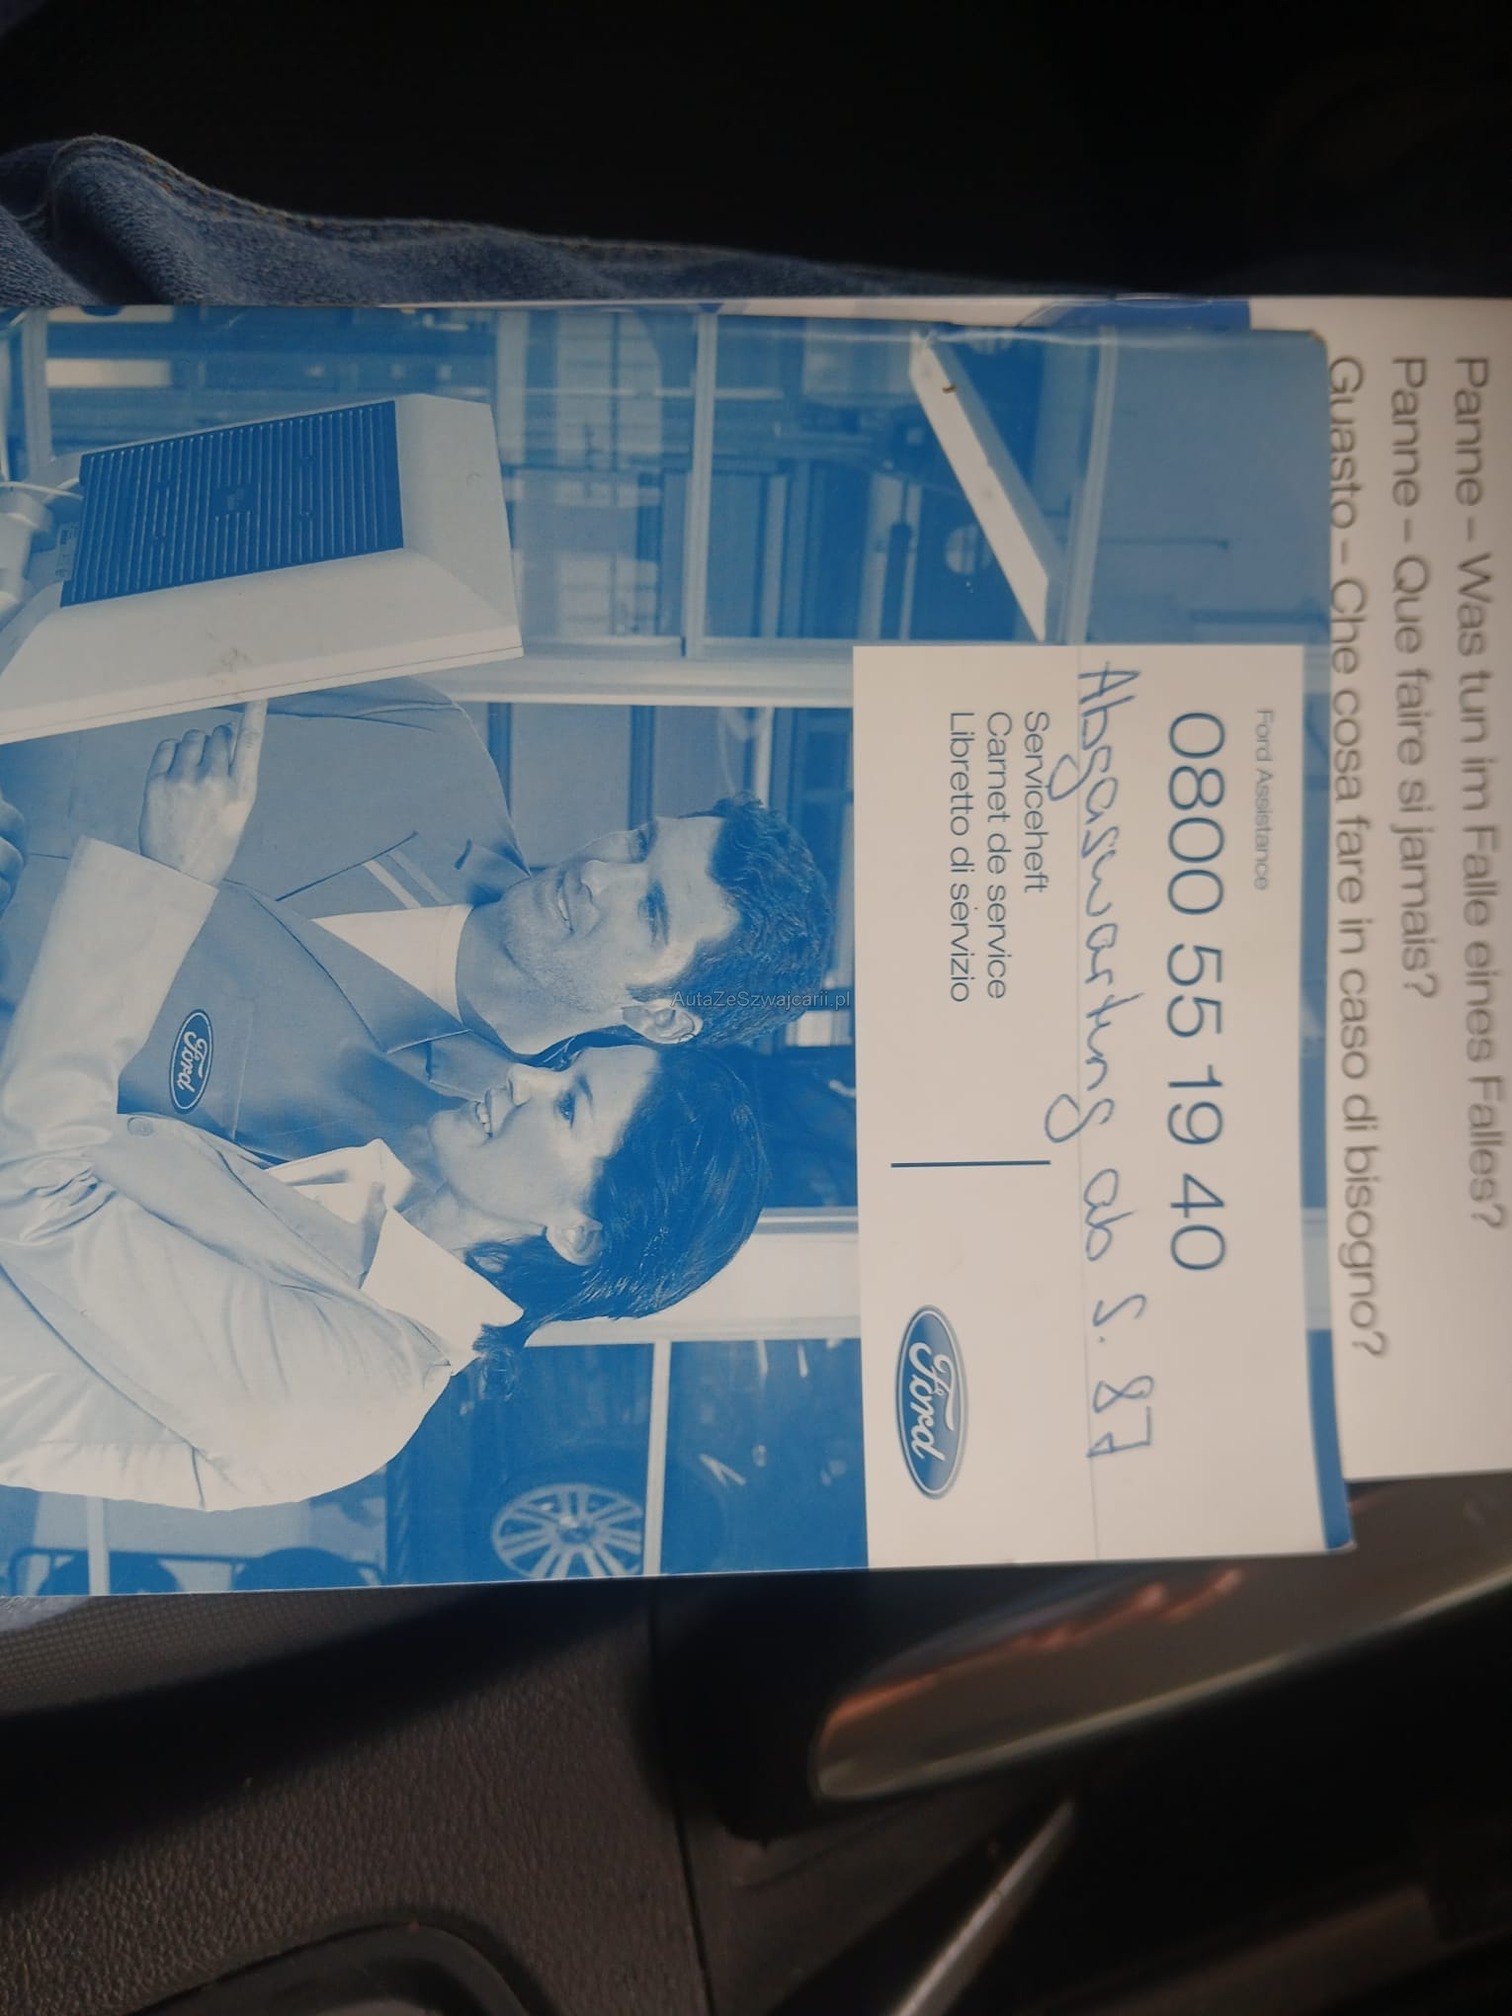 Panne – Was tun im Falle eines Falles?
Panne – Que faire si jamais?
Guasto – Che cosa fare in caso di bisogno?
Ford Assistance
0800 55 19 40
Abgaswartung ab S. 87
Serviceheft
Carnet de service
Libretto di servizio
Ford
Ford
AutaZeSzwajcarii.pl